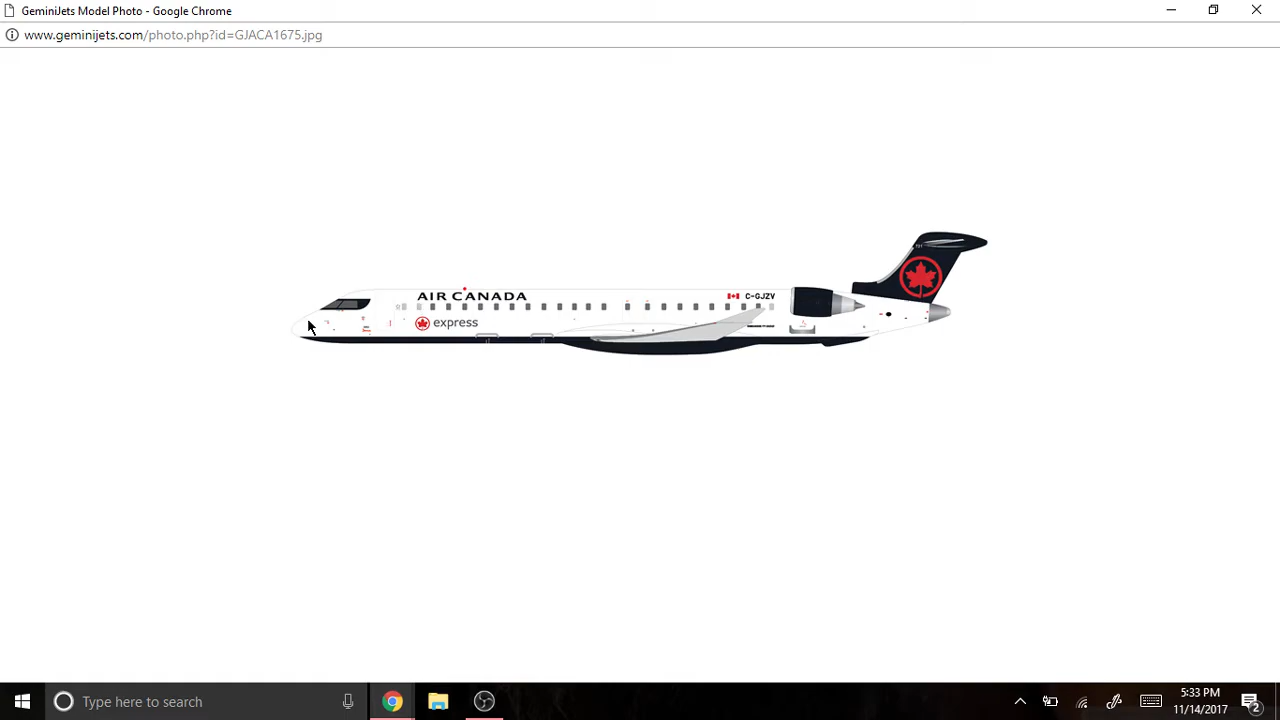 GeminiJets Model Photo - Google Chrome
www.geminijets.com/photo.php?id=GJACA1675.jpg
AIR CANADA
C-GJZV
express
Type here to search
5:33 PM
11/14/2017
2